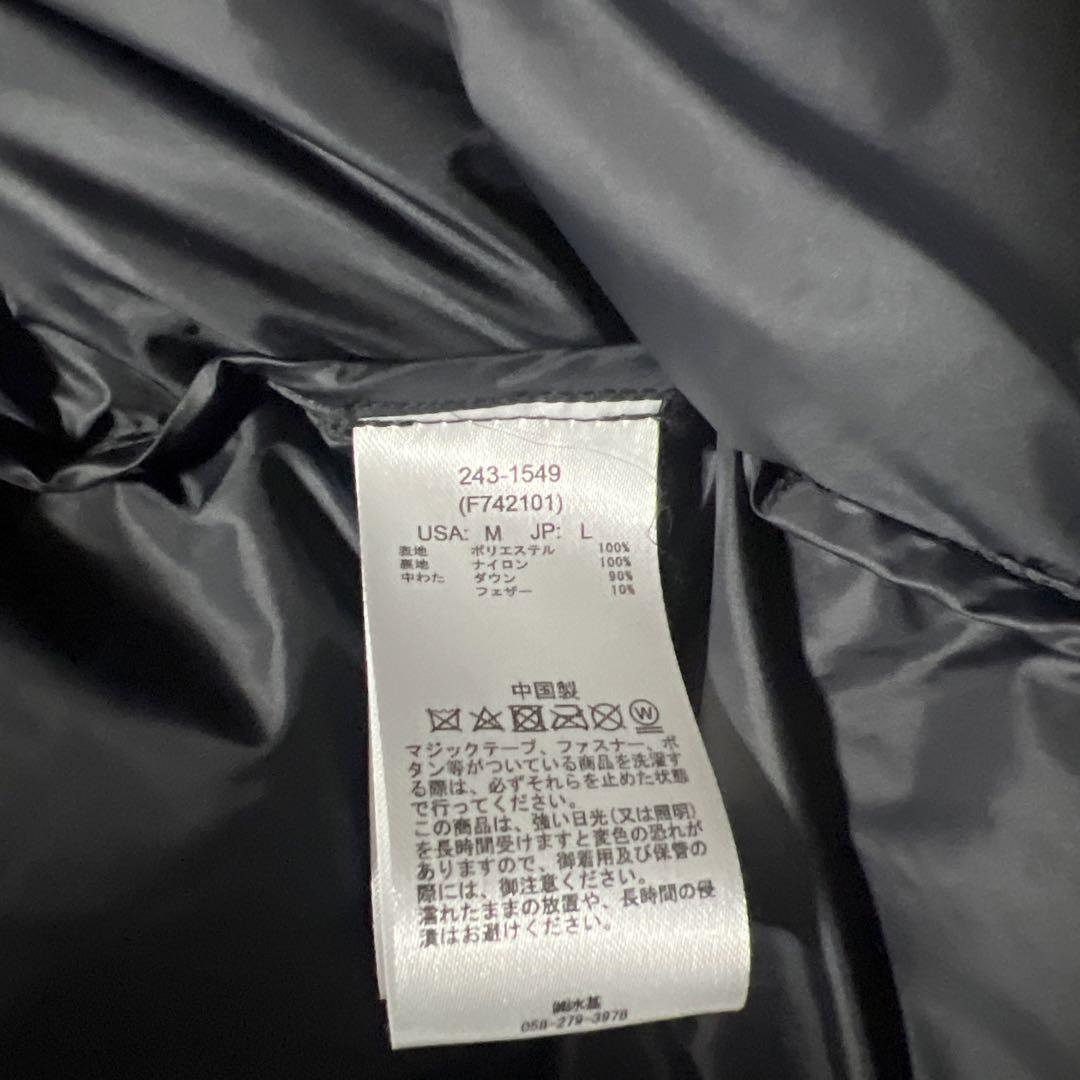 243-1549
(F742101)
USA: M JP: L
表地 ポリエステル 100%
裏地 ナイロン 100%
中わた ダウン 90%
フェザー 10%
中国製
W
マジックテープ、ファスナー、ボ
タン等がついている商品を洗濯す
る際は、必ずそれらを止めた状態
で行ってください。
この商品は、強い日光(又は照明)
を長時間受けますと変色の恐れが
ありますので、御着用及び保管の
際には、御注意ください。
濡れたままの放置や、長時間の侵
漬はお避けください。
㈱水甚
058-279-3978